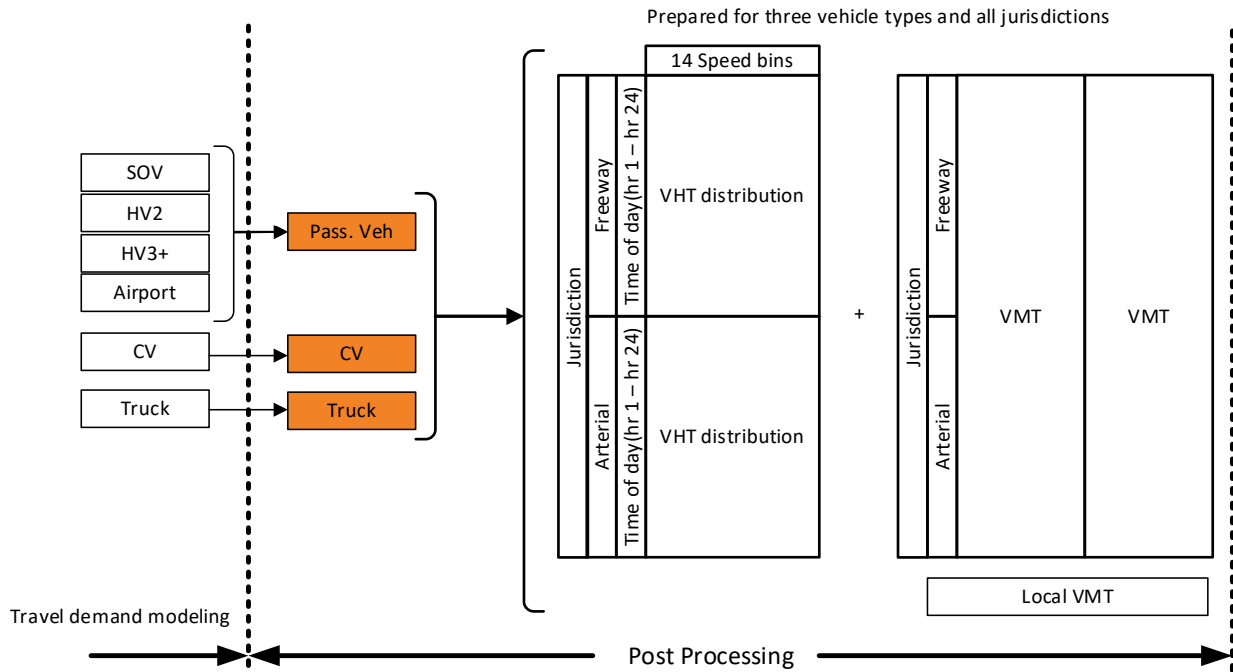 Prepared for three vehicle types and all jurisdictions
SOV
HV2
HV3+
Airport
CV
Truck
Pass. Veh
CV
Truck
14 Speed bins
Jurisdiction
Freeway
Time of day(hr 1 – hr 24)
VHT distribution
Arterial
Time of day(hr 1 – hr 24)
VHT distribution
+
Jurisdiction
Freeway
Arterial
VMT
VMT
Local VMT
Travel demand modeling
Post Processing